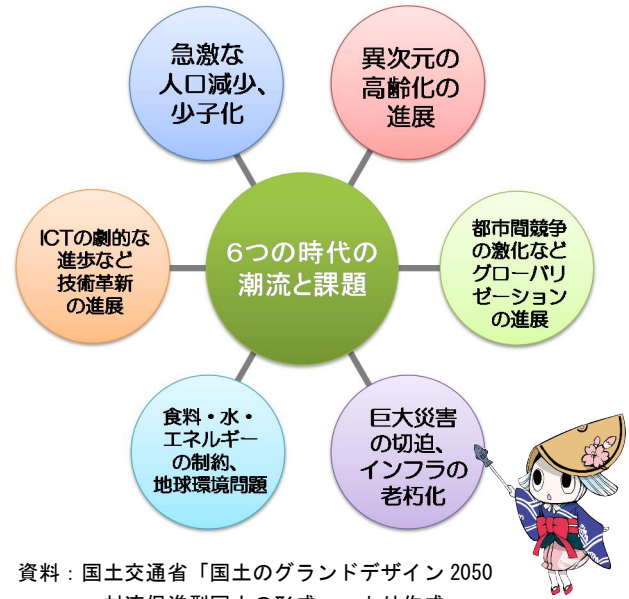 急激な
人口減少、
少子化
異次元の
高齢化の
進展
ICTの劇的な
進歩など
技術革新
の進展
6つの時代の
潮流と課題
都市間競争
の激化など
グローバリ
ゼーション
の進展
食料・水・
エネルギー
の制約、
地球環境問題
巨大災害
の切迫、
インフラの
老朽化
資料：国土交通省「国土のグランドデザイン2050